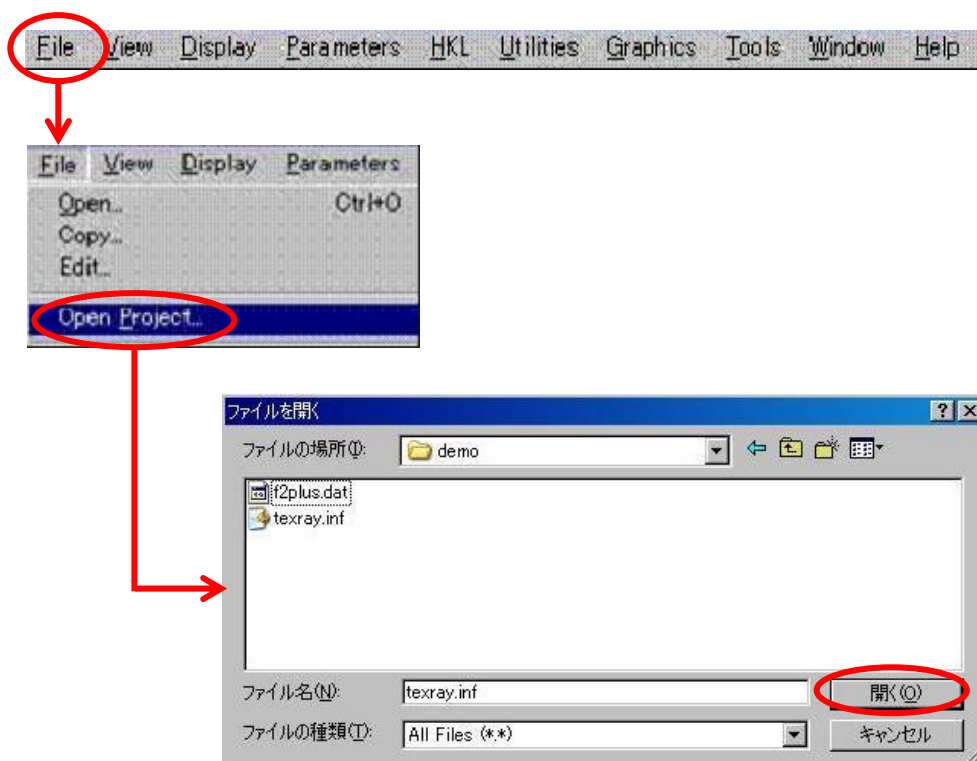 File View Display Parameters HKL Utilities Graphics Tools Window Help
File View Display Parameters
Open... Ctrl+O
Copy...
Edit...
Open Project...
ファイルを開く
ファイルの場所(I): demo
f2plus.dat
texray.inf
ファイル名(N): texray.inf 開く(O)
ファイルの種類(T): All Files (*.*) キャンセル